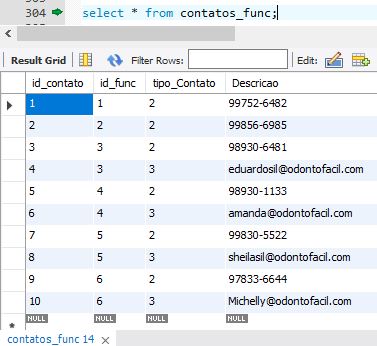 304 select * from contatos_func;
Result Grid Filter Rows: Edit:
id_contato id_func tipo_Contato Descricao
1 1 2 99752-6482
2 2 2 99856-6985
3 3 2 98930-6481
4 3 3 eduardosil@odontofacil.com
5 4 2 98930-1133
6 4 3 amanda@odontofacil.com
7 5 2 99830-5522
8 5 3 sheilasil@odontofacil.com
9 6 2 97833-6644
10 6 3 Michelly@odontofacil.com
NULL NULL NULL NULL
contatos_func 14